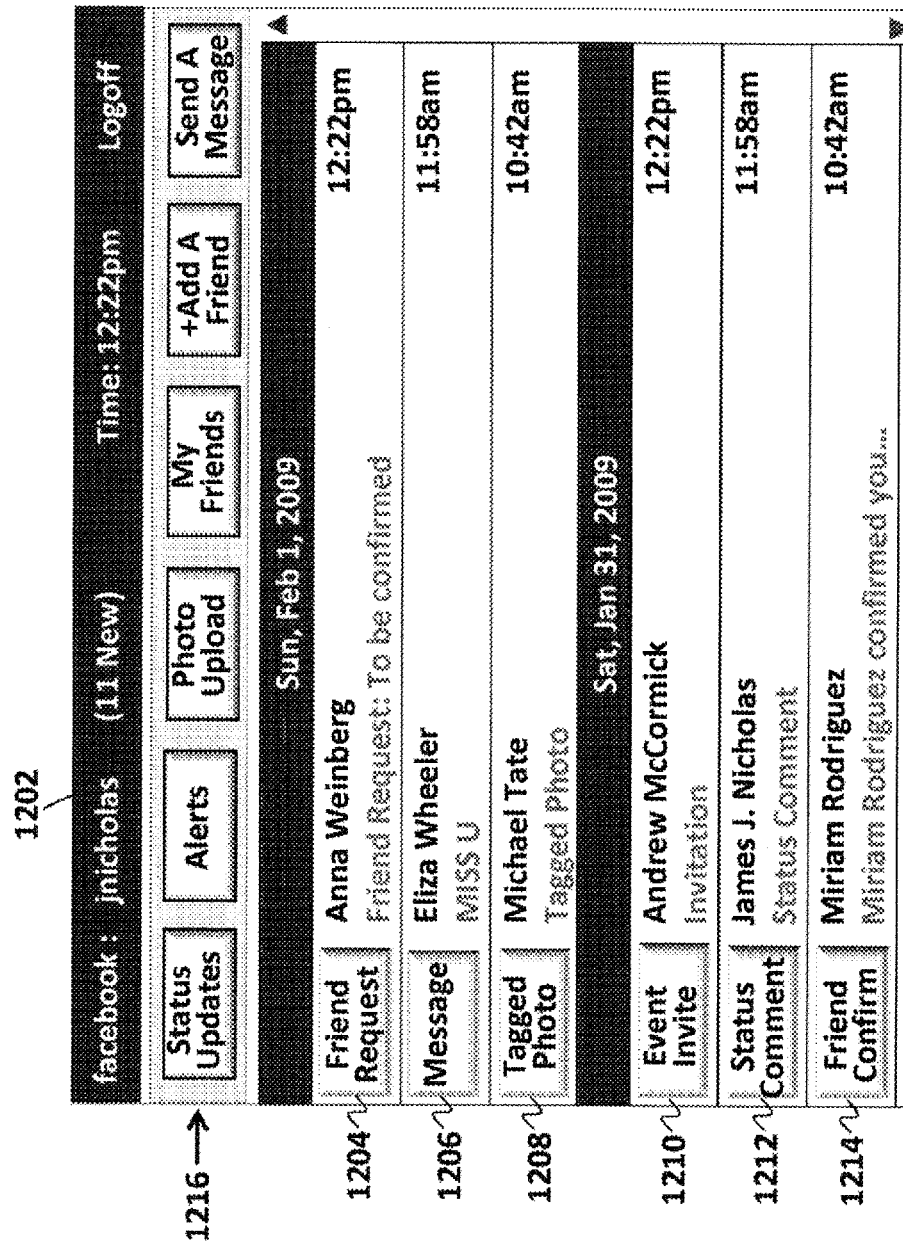 1202
facebook : jnicholas (11 New) Time: 12:22pm Logoff
1216
Status Updates
Alerts
Photo Upload
My Friends
+Add A Friend
Send A Message
Sun, Feb 1, 2009
1204
Friend Request
Anna Weinberg
12:22pm
Friend Request: To be confirmed
1206
Message
Eliza Wheeler
11:58am
MISS U
1208
Tagged Photo
Michael Tate
10:42am
Tagged Photo
Sat, Jan 31, 2009
1210
Event Invite
Andrew McCormick
12:22pm
Invitation
1212
Status Comment
James J. Nicholas
11:58am
Status Comment
1214
Friend Confirm
Miriam Rodriguez
10:42am
Miriam Rodriguez confirmed you...